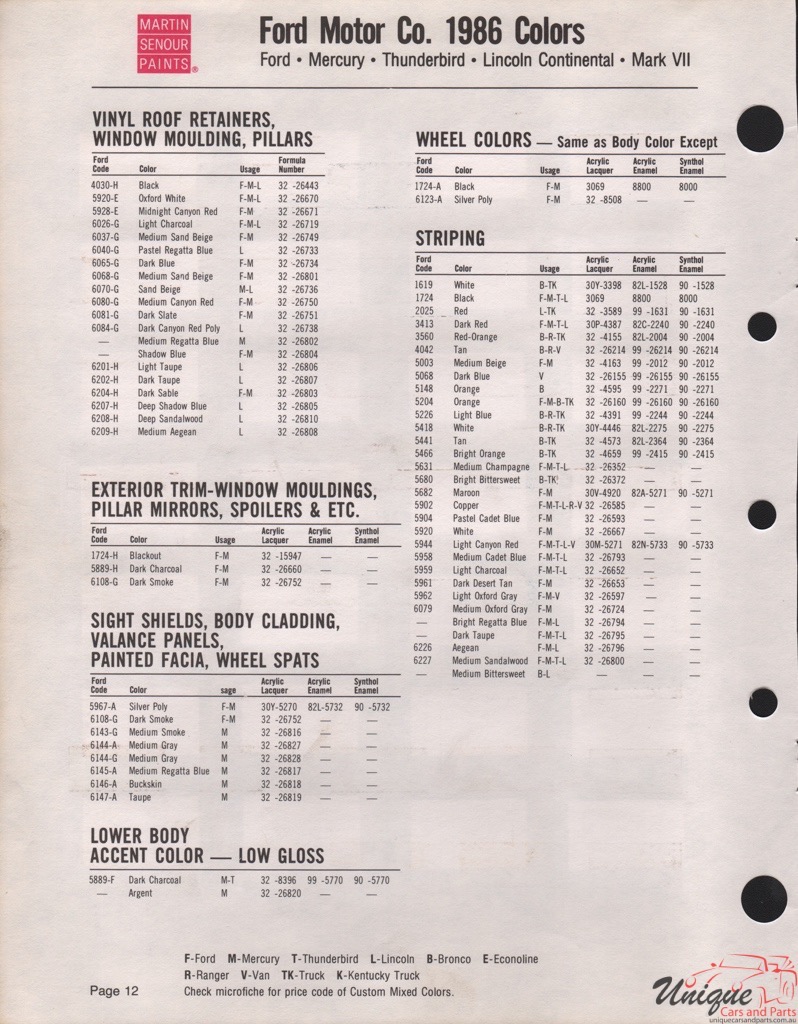 MARTIN
SENOUR
PAINTS®
Ford Motor Co. 1986 Colors
Ford • Mercury • Thunderbird • Lincoln Continental • Mark VII
VINYL ROOF RETAINERS,
WINDOW MOULDING, PILLARS
Ford Code Color Usage Formula Number
4030-H Black F-M-L 32 -26443
5920-E Oxford White F-M-L 32 -26670
5928-E Midnight Canyon Red F-M 32 -26671
6026-G Light Charcoal F-M-L 32 -26719
6037-G Medium Sand Beige F-M 32 -26749
6040-G Pastel Regatta Blue L 32 -26733
6065-G Dark Blue F-M 32 -26734
6068-G Medium Sand Beige F-M 32 -26801
6070-G Sand Beige M-L 32 -26736
6080-G Medium Canyon Red F-M 32 -26750
6081-G Dark Slate F-M 32 -26751
6084-G Dark Canyon Red Poly L 32 -26738
— Medium Regatta Blue M 32 -26802
— Shadow Blue F-M 32 -26804
6201-H Light Taupe L 32 -26806
6202-H Dark Taupe L 32 -26807
6204-H Dark Sable F-M 32 -26803
6207-H Deep Shadow Blue L 32 -26805
6208-H Deep Sandalwood L 32 -26810
6209-H Medium Aegean L 32 -26808
EXTERIOR TRIM-WINDOW MOULDINGS,
PILLAR MIRRORS, SPOILERS & ETC.
Ford Code Color Usage Acrylic Lacquer Acrylic Enamel Synthol Enamel
1724-H Blackout F-M 32 -15947 — —
5889-H Dark Charcoal F-M 32 -26660 — —
6108-G Dark Smoke F-M 32 -26752 — —
SIGHT SHIELDS, BODY CLADDING,
VALANCE PANELS,
PAINTED FACIA, WHEEL SPATS
Ford Code Color sage Acrylic Lacquer Acrylic Enamel Synthol Enamel
5967-A Silver Poly F-M 30Y-5270 82L-5732 90 -5732
6108-G Dark Smoke F-M 32 -26752 — —
6143-G Medium Smoke M 32 -26816 — —
6144-A Medium Gray M 32 -26827 — —
6144-G Medium Gray M 32 -26828 — —
6145-A Medium Regatta Blue M 32 -26817 — —
6146-A Buckskin M 32 -26818 — —
6147-A Taupe M 32 -26819 — —
LOWER BODY
ACCENT COLOR — LOW GLOSS
5889-F Dark Charcoal M-T 32 -8396 99 -5770 90 -5770
— Argent M 32 -26820 — —
WHEEL COLORS — Same as Body Color Except
Ford Code Color Usage Acrylic Lacquer Acrylic Enamel Synthol Enamel
1724-A Black F-M 3069 8800 8000
6123-A Silver Poly F-M 32 -8508 — —
STRIPING
Ford Code Color Usage Acrylic Lacquer Acrylic Enamel Synthol Enamel
1619 White B-TK 30Y-3398 82L-1528 90 -1528
1724 Black F-M-T-L 3069 8800 8000
2025 Red L-TK 32 -3589 99 -1631 90 -1631
3413 Dark Red F-M-T-L 30P-4387 82C-2240 90 -2240
3560 Red-Orange B-R-TK 32 -4155 82L-2004 90 -2004
4042 Tan B-R-V 32 -26214 99 -26214 90 -26214
5003 Medium Beige F-M 32 -4163 99 -2012 90 -2012
5068 Dark Blue V 32 -26155 99 -26155 90 -26155
5148 Orange B 32 -4595 99 -2271 90 -2271
5204 Orange F-M-B-TK 32 -26160 99 -26160 90 -26160
5226 Light Blue B-R-TK 32 -4391 99 -2244 90 -2244
5418 White B-R-TK 30Y-4446 82L-2275 90 -2275
5441 Tan B-TK 32 -4573 82L-2364 90 -2364
5466 Bright Orange B-TK 32 -4659 99 -2415 90 -2415
5631 Medium Champagne F-M-T-L 32 -26352 — —
5680 Bright Bittersweet B-TK 32 -26372 — —
5682 Maroon F-M 30V-4920 82A-5271 90 -5271
5902 Copper F-M-T-L-R-V 32 -26585 — —
5904 Pastel Cadet Blue F-M 32 -26593 — —
5920 White F-M 32 -26667 — —
5944 Light Canyon Red F-M-T-L-V 30M-5271 82N-5733 90 -5733
5958 Medium Cadet Blue F-M-T-L 32 -26793 — —
5959 Light Charcoal F-M-T-L 32 -26652 — —
5961 Dark Desert Tan F-M 32 -26653 — —
5962 Light Oxford Gray F-M-V 32 -26597 — —
6079 Medium Oxford Gray F-M 32 -26724 — —
— Bright Regatta Blue F-M-L 32 -26794 — —
— Dark Taupe F-M-T-L 32 -26795 — —
6226 Aegean F-M-L 32 -26796 — —
6227 Medium Sandalwood F-M-T-L 32 -26800 — —
— Medium Bittersweet B-L — — —
F-Ford M-Mercury T-Thunderbird L-Lincoln B-Bronco E-Econoline
R-Ranger V-Van TK-Truck K-Kentucky Truck
Page 12 Check microfiche for price code of Custom Mixed Colors.
Unique
Cars and Parts
uniquecarsandparts.com.au